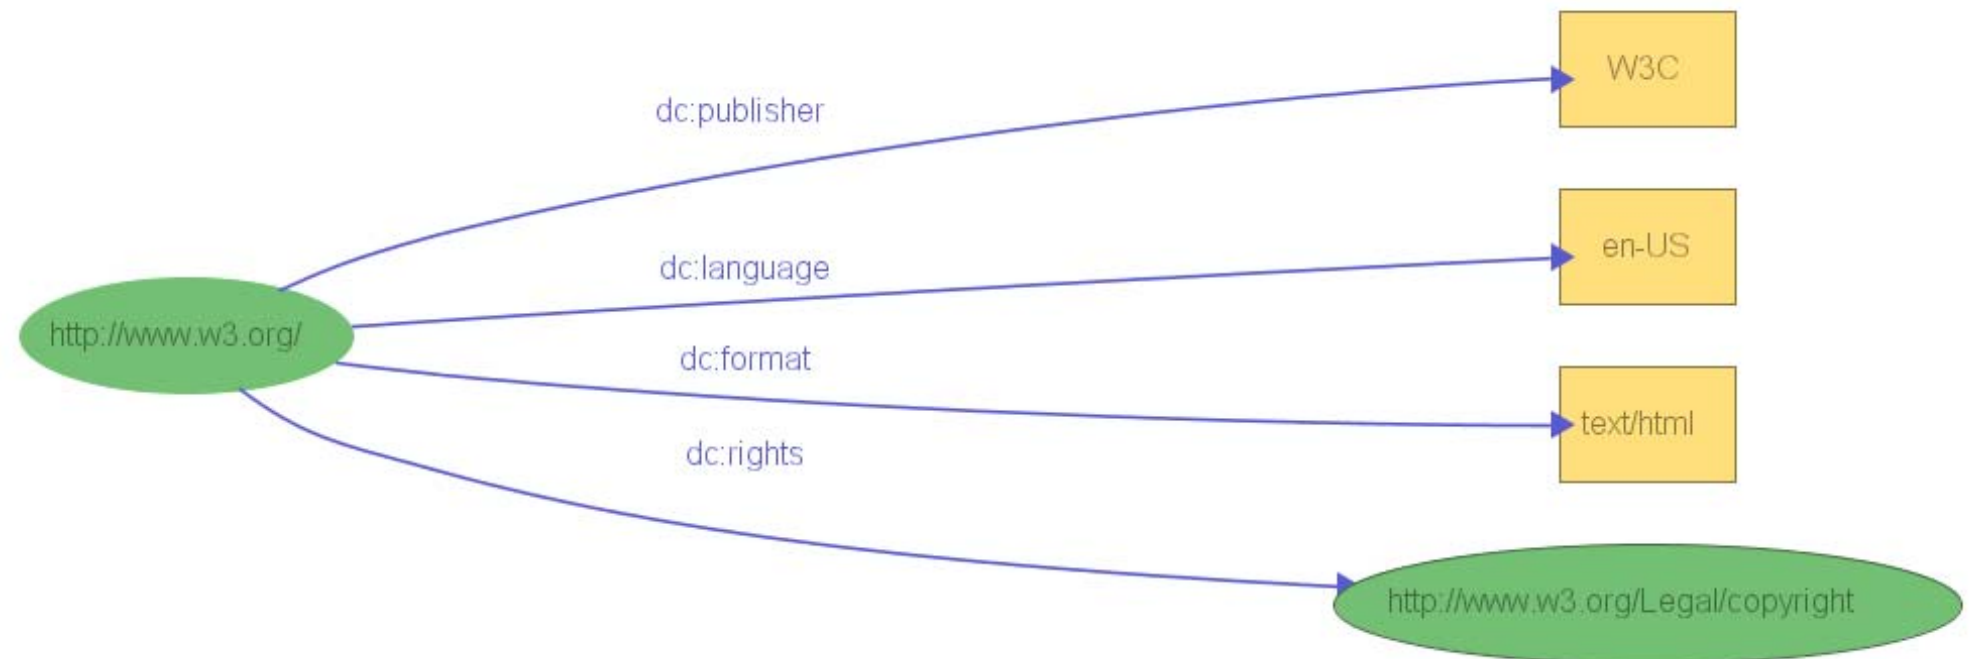 W3C
dc:publisher
en-US
dc:language
http://www.w3.org/
dc:format
text/html
dc:rights
http://www.w3.org/Legal/copyright